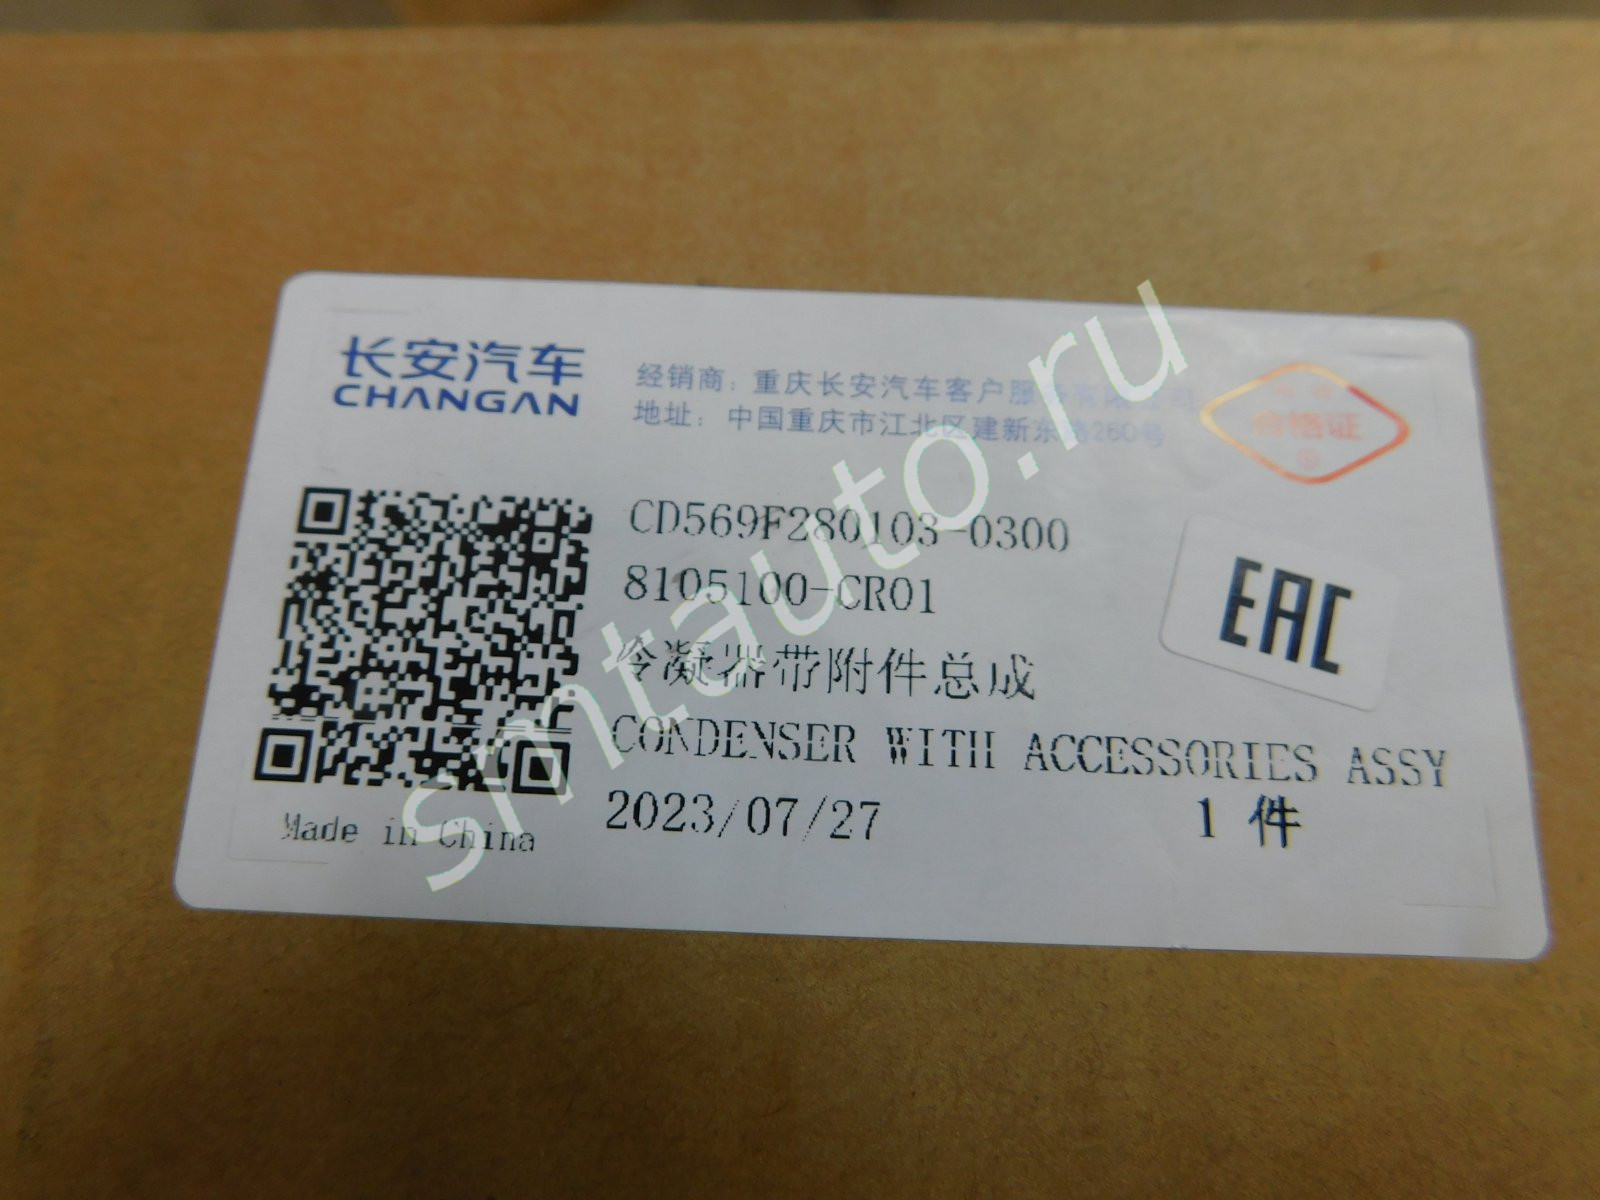 长安汽车
CHANGAN
经销商：重庆长安汽车客户服务有限公司
地址：中国重庆市江北区建新东路260号
合格证
CD569F280103-0300
8105100-CR01
EAC
冷凝器带附件总成
CONDENSER WITH ACCESSORIES ASSY
2023/07/27
1 件
Made in China
smtauto.ru